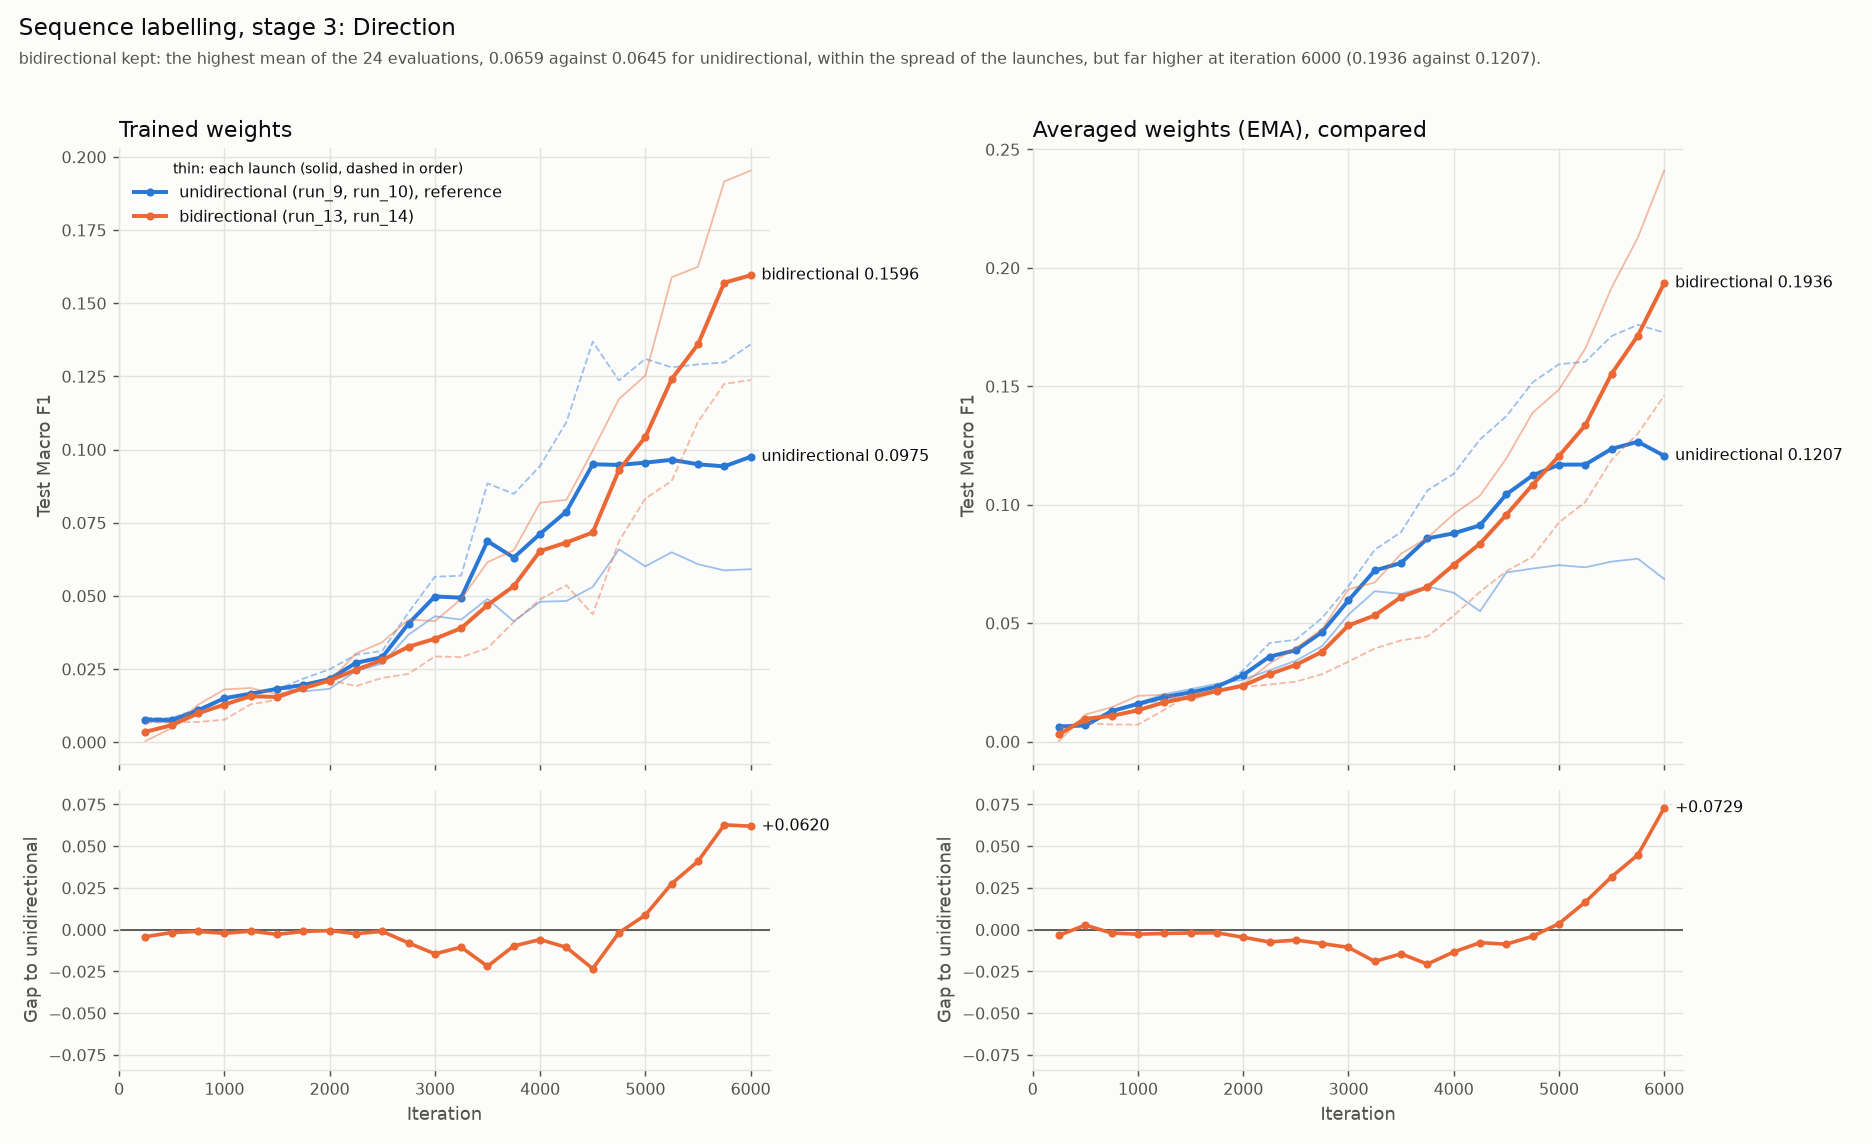 Sequence labelling, stage 3: Direction
bidirectional kept: the highest mean of the 24 evaluations, 0.0659 against 0.0645 for unidirectional, within the spread of the launches, but far higher at iteration 6000 (0.1936 against 0.1207).
Trained weights
thin: each launch (solid, dashed in order)
unidirectional (run_9, run_10), reference
bidirectional (run_13, run_14)
Test Macro F1
0.200
0.175
0.150
0.125
0.100
0.075
0.050
0.025
0.000
bidirectional 0.1596
unidirectional 0.0975
Gap to unidirectional
0.075
0.050
0.025
0.000
−0.025
−0.050
−0.075
+0.0620
0 1000 2000 3000 4000 5000 6000
Iteration
Averaged weights (EMA), compared
Test Macro F1
0.25
0.20
0.15
0.10
0.05
0.00
bidirectional 0.1936
unidirectional 0.1207
Gap to unidirectional
0.075
0.050
0.025
0.000
−0.025
−0.050
−0.075
+0.0729
0 1000 2000 3000 4000 5000 6000
Iteration